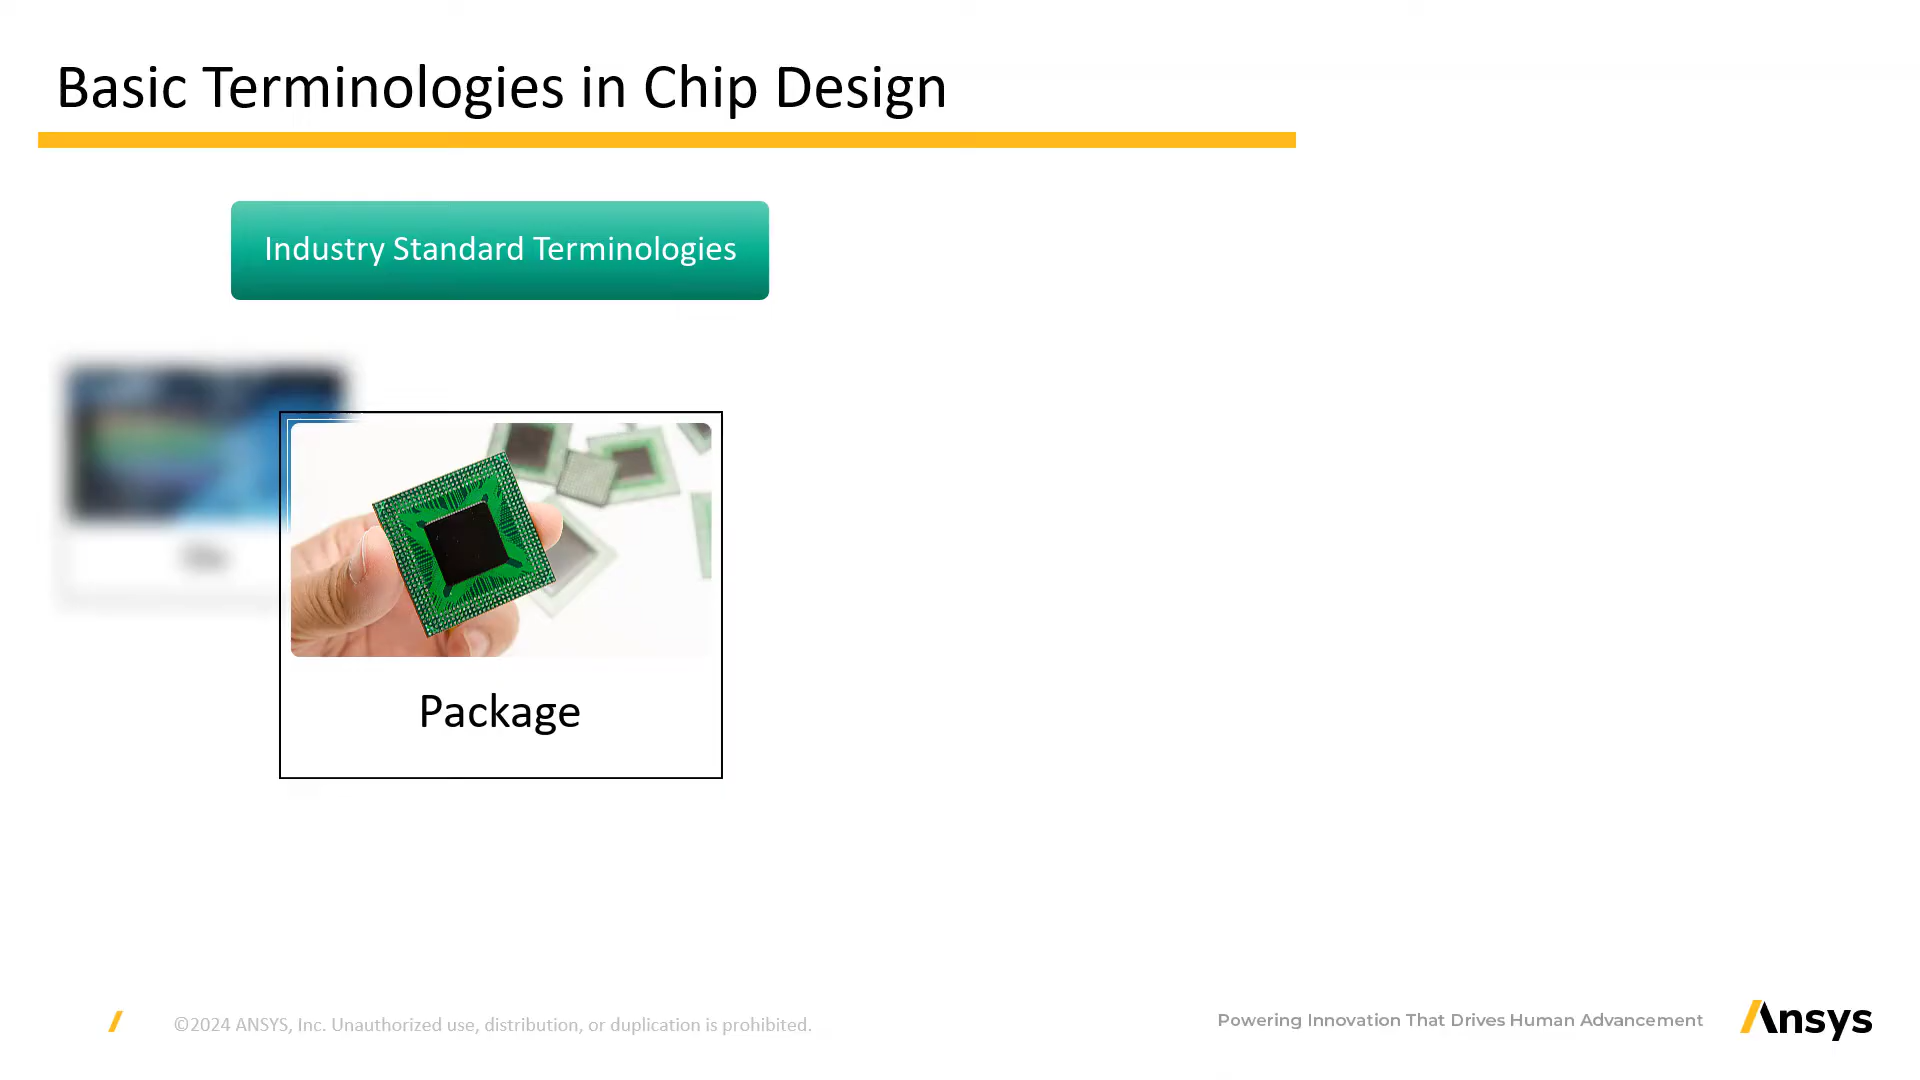 Basic Terminologies in Chip Design
Industry Standard Terminologies
Package
©2024 ANSYS, Inc. Unauthorized use, distribution, or duplication is prohibited.
Powering Innovation That Drives Human Advancement
Ansys